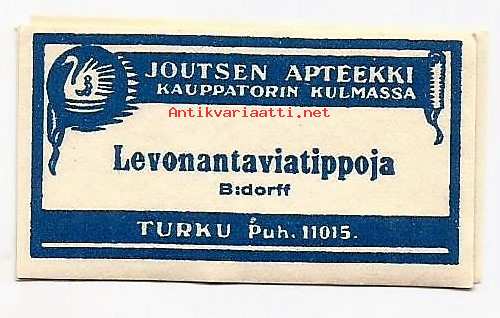 JOUTSEN APTEEKKI
KAUPPATORIN KULMASSA
Antikvariaatti.net
Levonantaviatippoja
B:dorff
TURKU Puh. 11015.